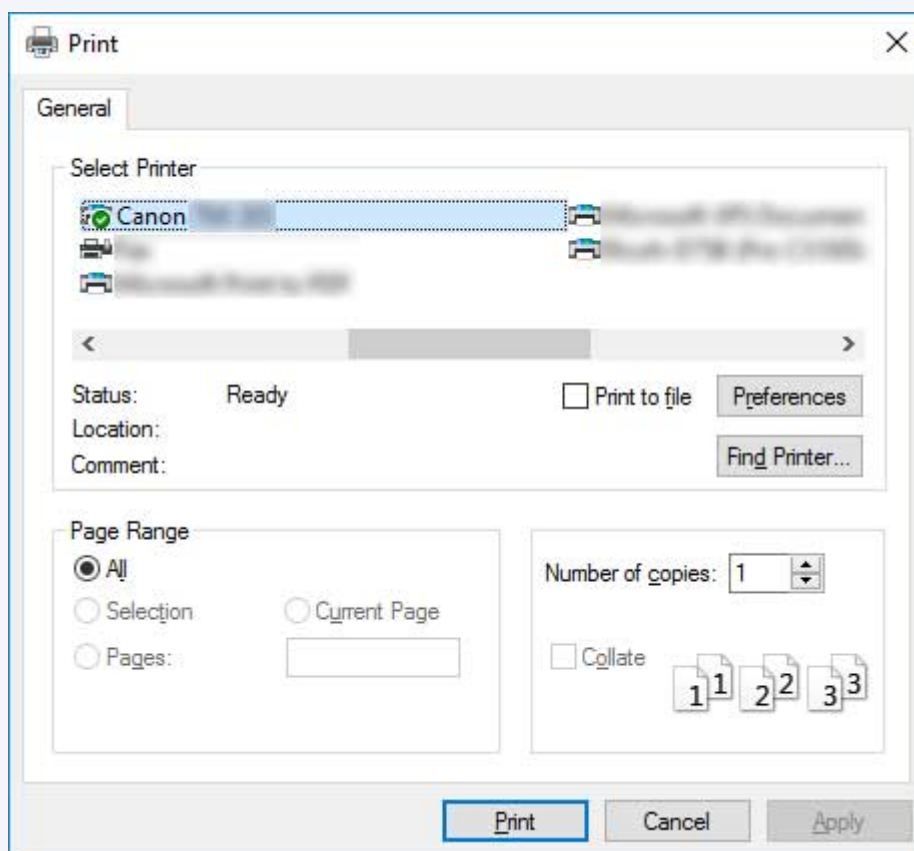 Print
General
Select Printer
Canon
Status: Ready
Print to file
Preferences
Location:
Comment:
Find Printer...
Page Range
All
Selection
Current Page
Pages:
Number of copies: 1
Collate
1 1 2 2 3 3
Print
Cancel
Apply